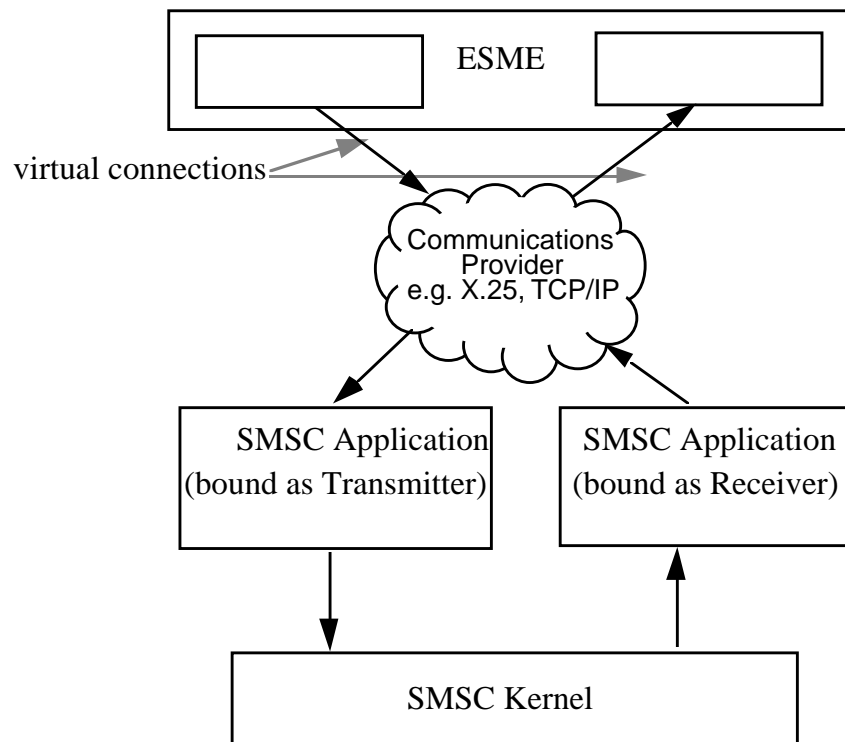 ESME
virtual connections
Communications
Provider
e.g. X.25, TCP/IP
SMSC Application
(bound as Transmitter)
SMSC Application
(bound as Receiver)
SMSC Kernel